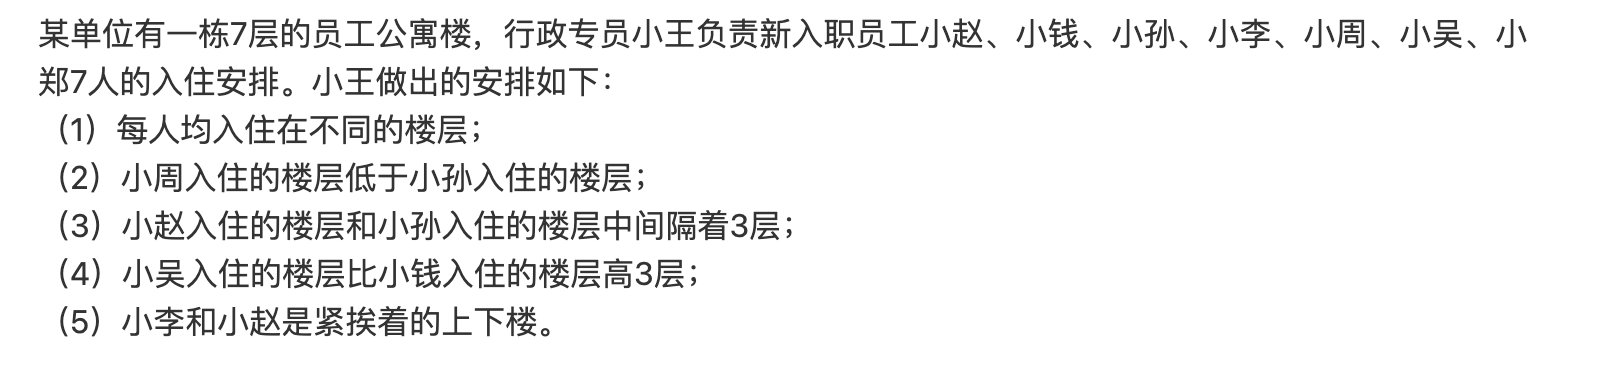 某单位有一栋7层的员工公寓楼，行政专员小王负责新入职员工小赵、小钱、小孙、小李、小周、小吴、小
郑7人的入住安排。小王做出的安排如下：
（1）每人均入住在不同的楼层；
（2）小周入住的楼层低于小孙入住的楼层；
（3）小赵入住的楼层和小孙入住的楼层中间隔着3层；
（4）小吴入住的楼层比小钱入住的楼层高3层；
（5）小李和小赵是紧挨着的上下楼。